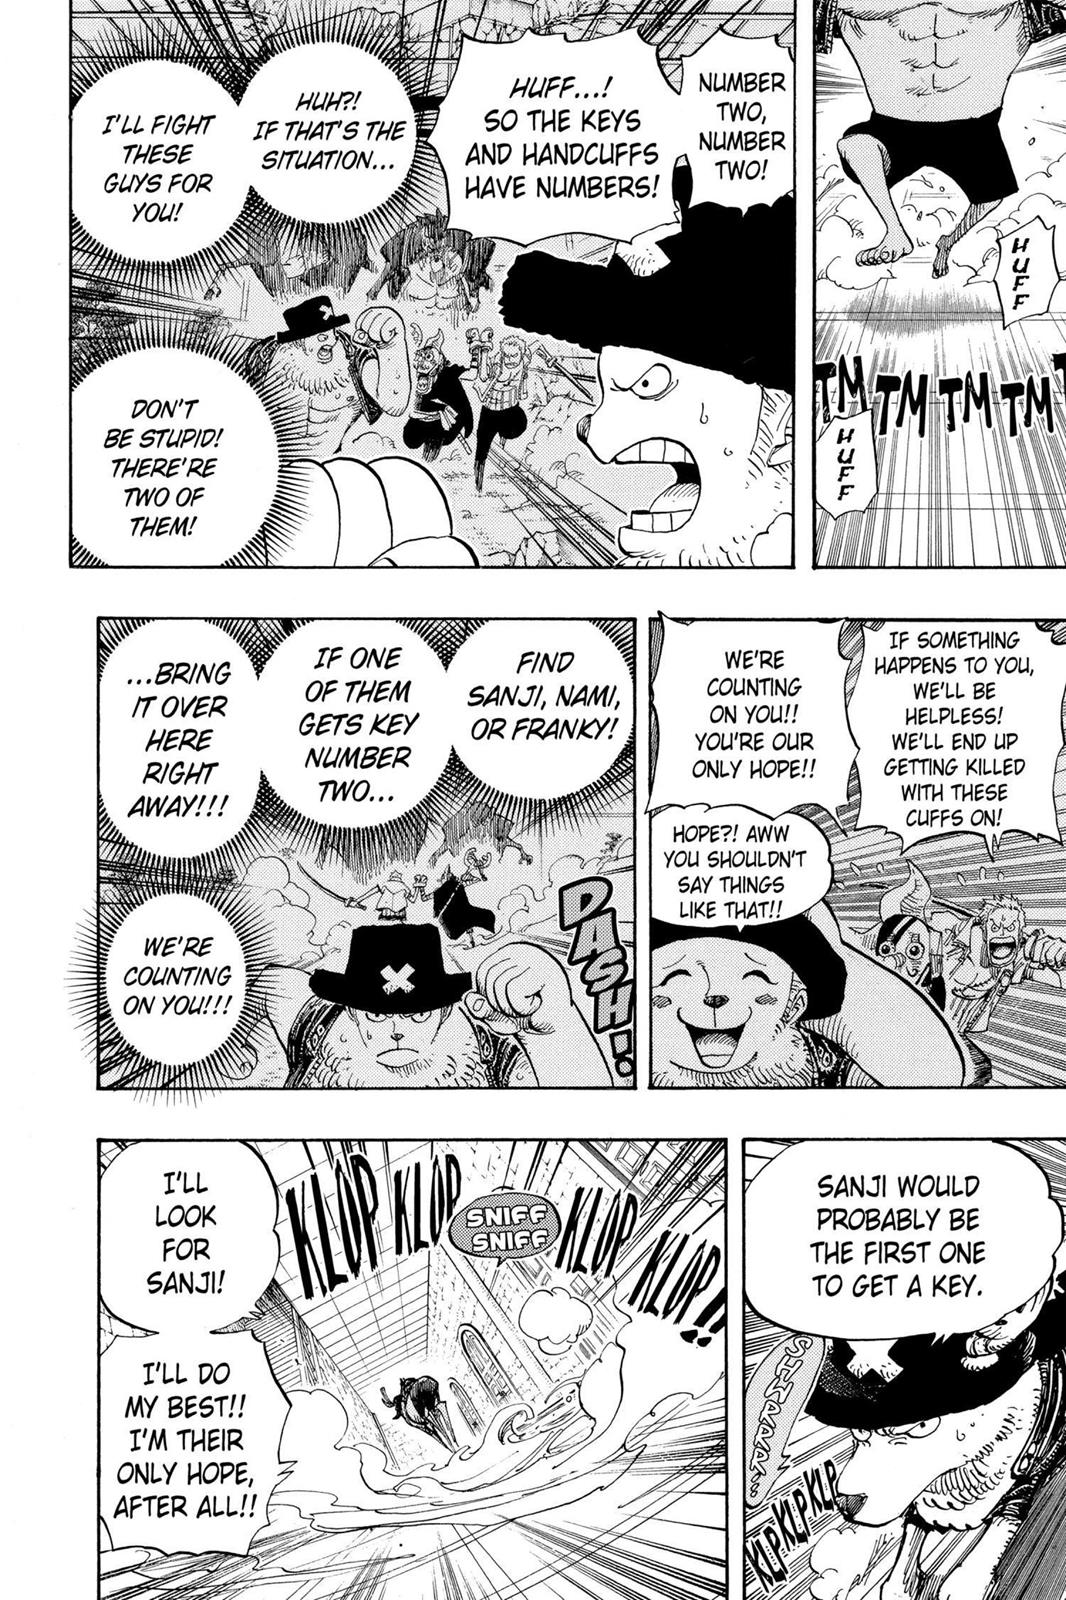 HUFF
TM TM TM TM T
HUFF
NUMBER
TWO,
NUMBER
TWO!
HUFF...!
SO THE KEYS
AND HANDCUFFS
HAVE NUMBERS!
HUH?!
IF THAT'S THE
SITUATION...
I'LL FIGHT
THESE
GUYS FOR
YOU!
DON'T
BE STUPID!
THERE'RE
TWO OF
THEM!
IF SOMETHING
HAPPENS TO YOU,
WE'LL BE
HELPLESS!
WE'LL END UP
GETTING KILLED
WITH THESE
CUFFS ON!
WE'RE
COUNTING
ON YOU!!
YOU'RE OUR
ONLY HOPE!!
HOPE?! AWW
YOU SHOULDN'T
SAY THINGS
LIKE THAT!!
FIND
SANJI, NAMI,
OR FRANKY!
IF ONE
OF THEM
GETS KEY
NUMBER
TWO...
...BRING
IT OVER
HERE
RIGHT
AWAY!!!
WE'RE
COUNTING
ON YOU!!!
DASH!
SANJI WOULD
PROBABLY BE
THE FIRST ONE
TO GET A KEY.
KLP KLP KLP
KLOP KLOP KLOP KLOP!!
SNIFF
SNIFF
I'LL
LOOK
FOR
SANJI!
I'LL DO
MY BEST!!
I'M THEIR
ONLY HOPE,
AFTER ALL!!